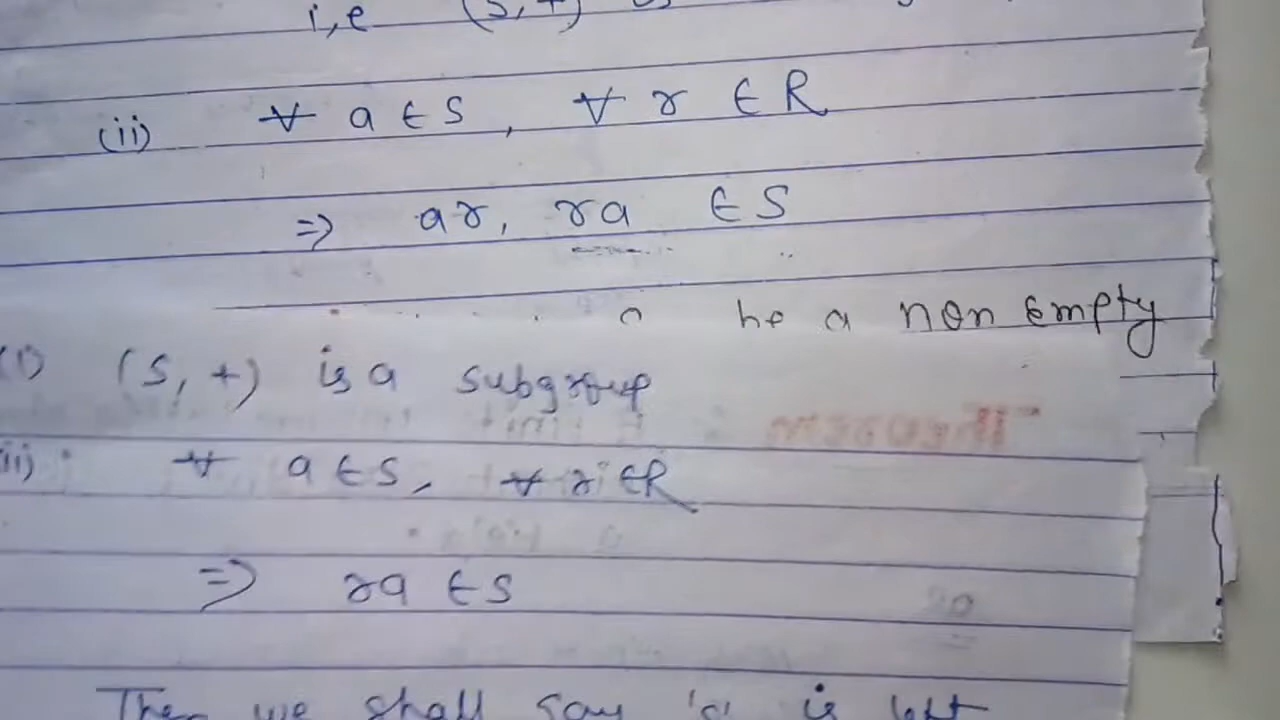 i,e (S, +)
(ii) ∀ a ∈ S, ∀ r ∈ R
⇒ ar, ra ∈ S
be a non empty
(i) (S, +) is a subgroup
(ii) ∀ a ∈ S, ∀ r ∈ R
⇒ ra ∈ S
Then we shall say 's' is left